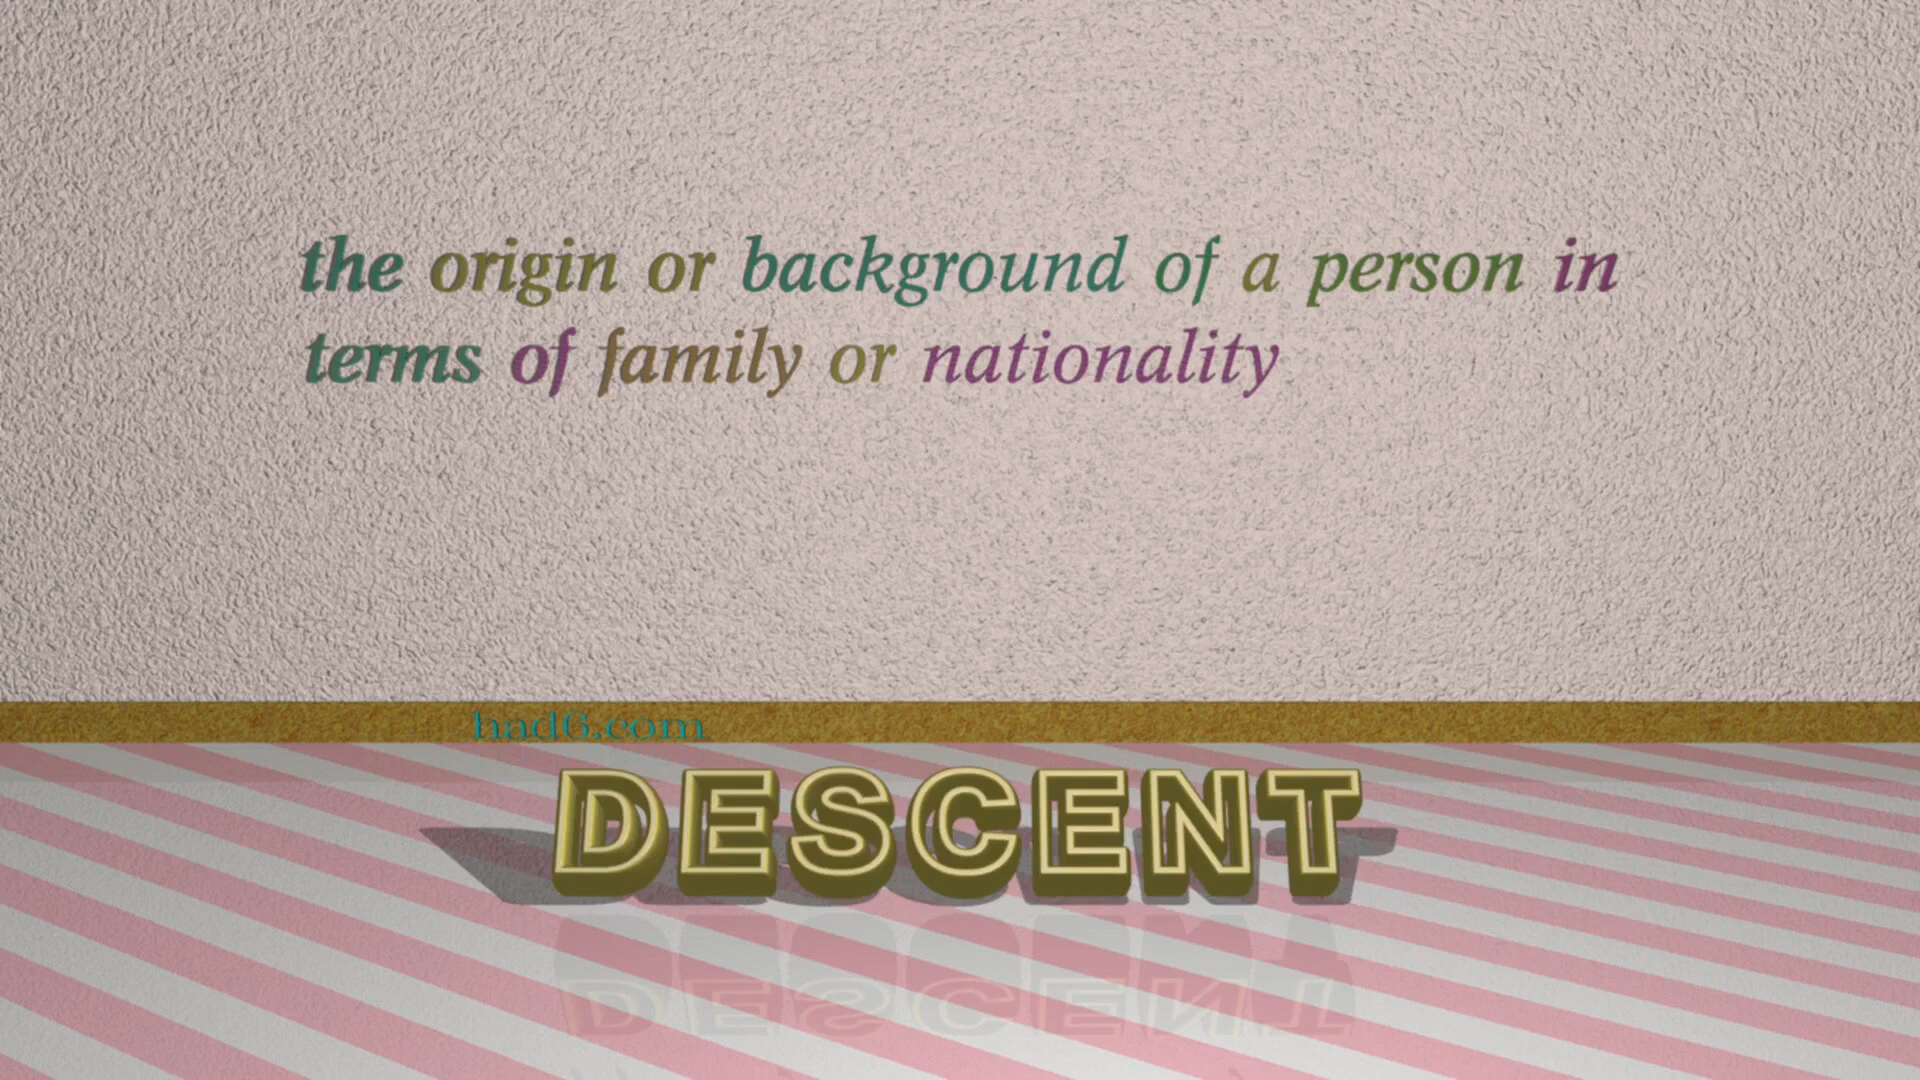 the origin or background of a person in
terms of family or nationality
had6.com
DESCENT